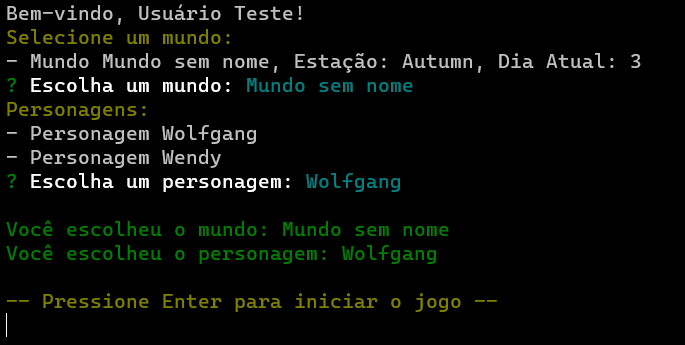 Bem-vindo, Usuário Teste!
Selecione um mundo:
- Mundo Mundo sem nome, Estação: Autumn, Dia Atual: 3
? Escolha um mundo: Mundo sem nome
Personagens:
- Personagem Wolfgang
- Personagem Wendy
? Escolha um personagem: Wolfgang
Você escolheu o mundo: Mundo sem nome
Você escolheu o personagem: Wolfgang
-- Pressione Enter para iniciar o jogo --